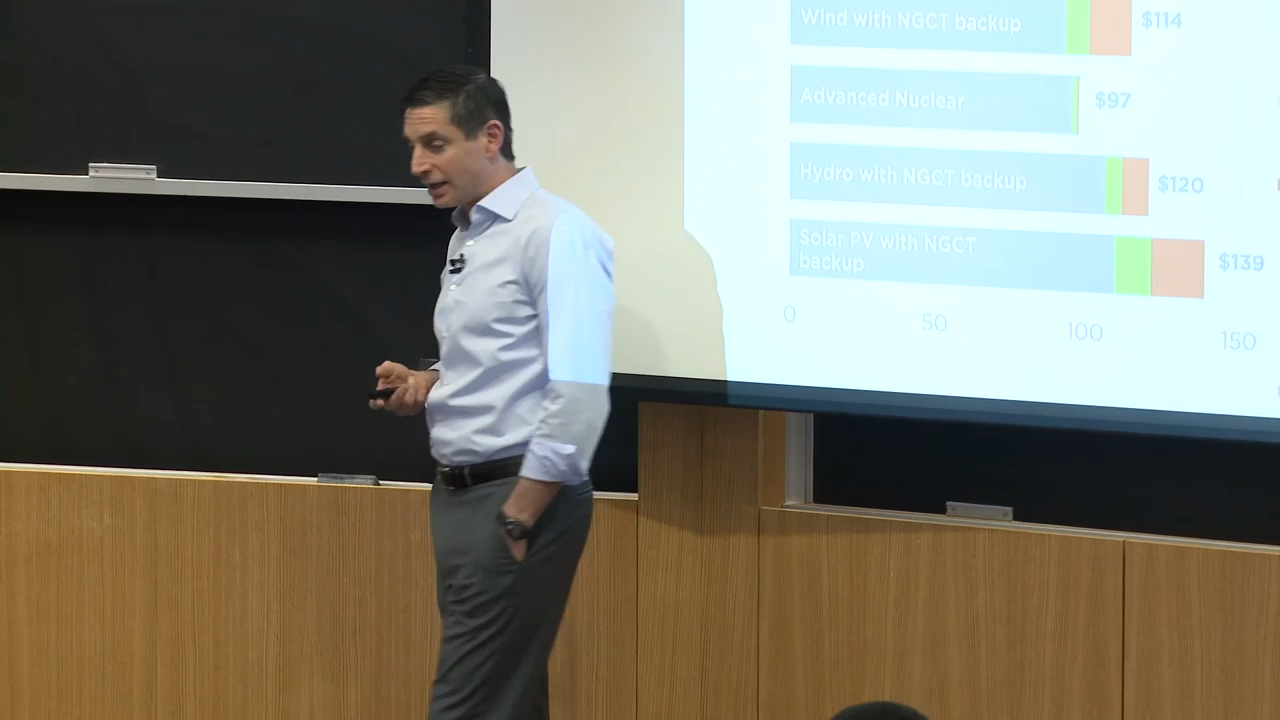 Wind with NGCT backup $114
Advanced Nuclear $97
Hydro with NGCT backup $120
Solar PV with NGCT
backup $139
0 50 100 150